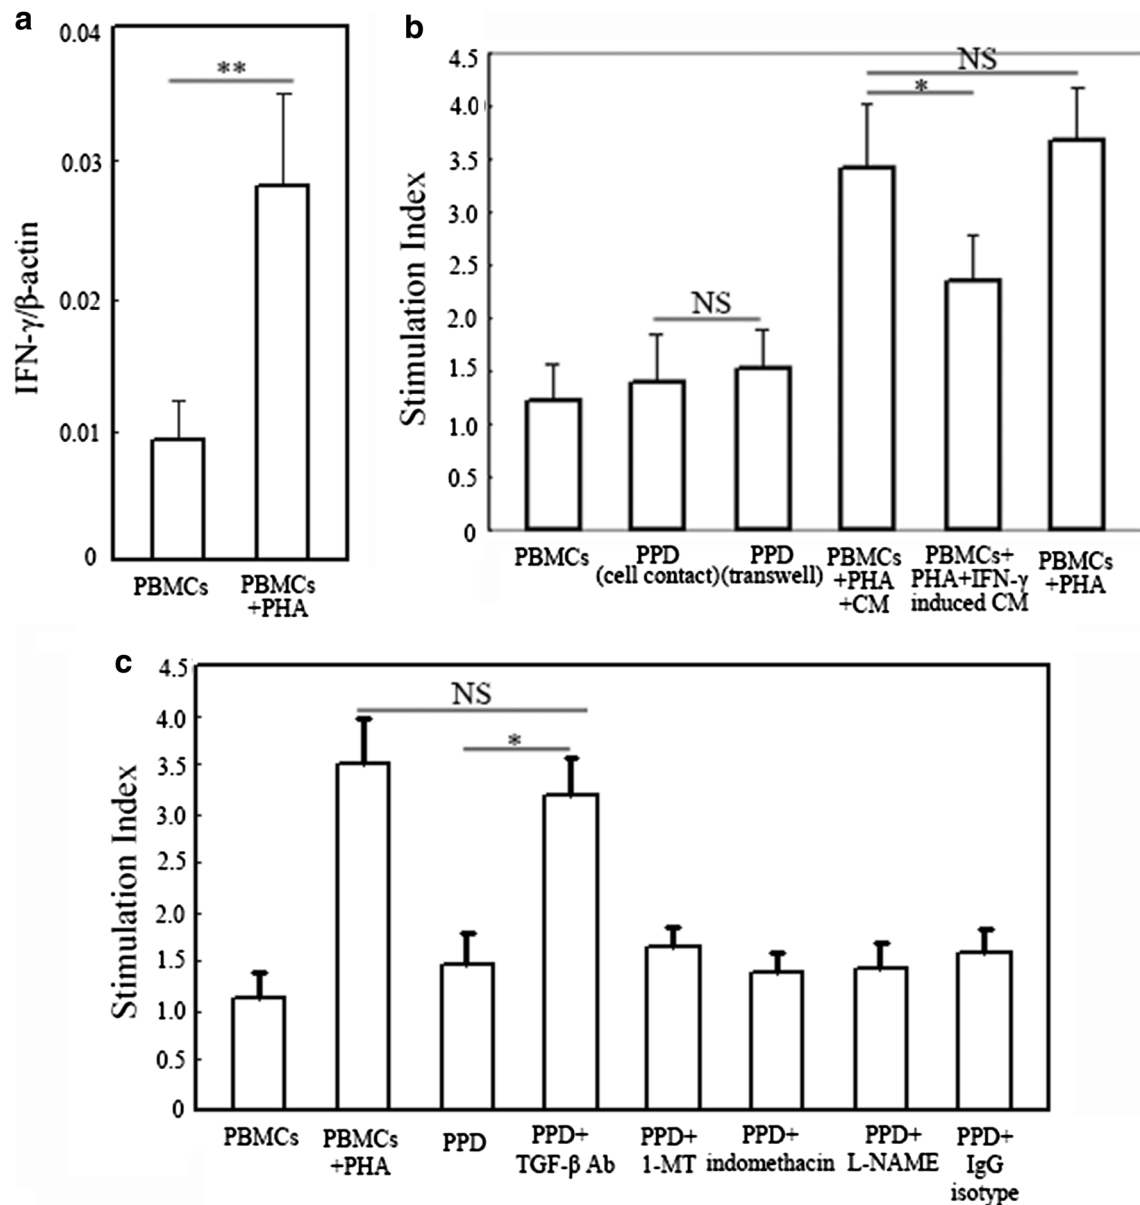 a
IFN-γ/β-actin
0.04
0.03
0.02
0.01
0
**
PBMCs
PBMCs
+PHA
b
Stimulation Index
4.5
4.0
3.5
3.0
2.5
2.0
1.5
1.0
0.5
0
NS
*
NS
PBMCs
PPD
(cell contact)
PPD
(transwell)
PBMCs
+PHA
+CM
PBMCs+
PHA+IFN-γ
induced CM
PBMCs
+PHA
c
Stimulation Index
4.5
4.0
3.5
3.0
2.5
2.0
1.5
1.0
0.5
0
NS
*
PBMCs
PBMCs
+PHA
PPD
PPD+
TGF-β Ab
PPD+
1-MT
PPD+
indomethacin
PPD+
L-NAME
PPD+
IgG
isotype